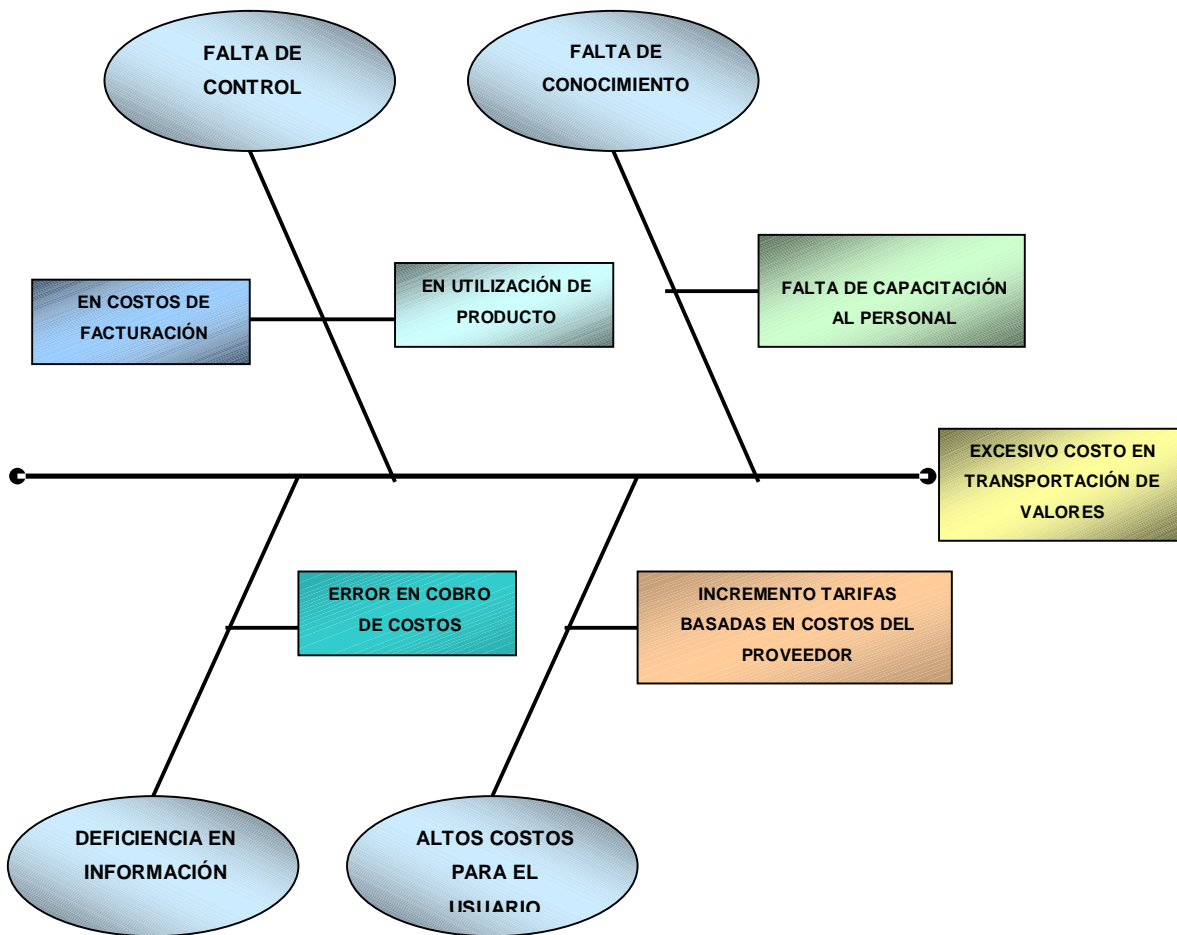 FALTA DE
CONTROL
FALTA DE
CONOCIMIENTO
EN COSTOS DE
FACTURACIÓN
EN UTILIZACIÓN DE
PRODUCTO
FALTA DE CAPACITACIÓN
AL PERSONAL
EXCESIVO COSTO EN
TRANSPORTACIÓN DE
VALORES
ERROR EN COBRO
DE COSTOS
INCREMENTO TARIFAS
BASADAS EN COSTOS DEL
PROVEEDOR
DEFICIENCIA EN
INFORMACIÓN
ALTOS COSTOS
PARA EL
USUARIO